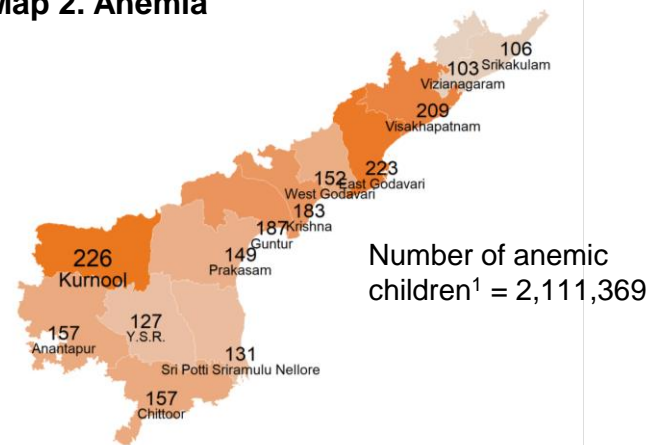 Map 2. Anemia
106
Srikakulam
103
Vizianagaram
209
Visakhapatnam
223
East Godavari
152
West Godavari
183
Krishna
187
Guntur
149
Prakasam
226
Kurnool
157
Anantapur
127
Y.S.R.
131
Sri Potti Sriramulu Nellore
157
Chittoor
Number of anemic
children¹ = 2,111,369